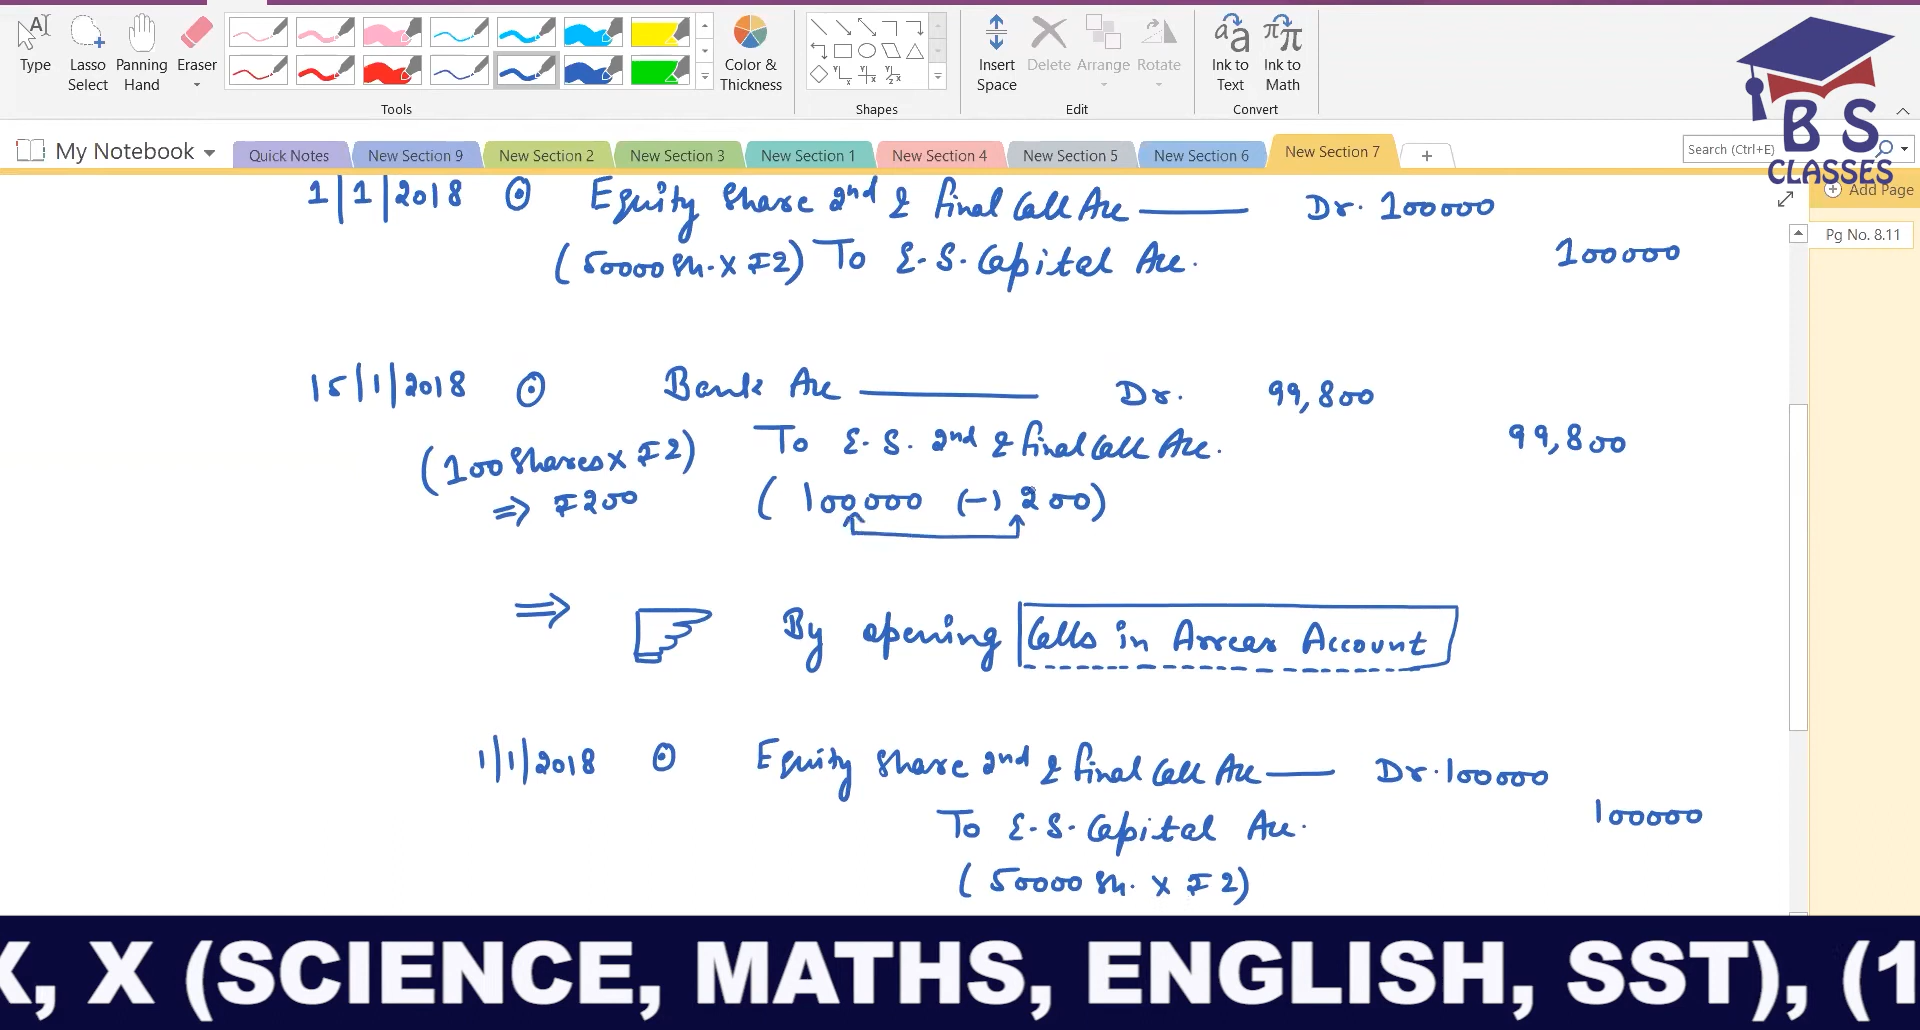 Type
Lasso Select
Panning Hand
Eraser
Color & Thickness
Insert Space
Delete
Arrange
Rotate
Ink to Text
Ink to Math
Tools
Shapes
Edit
Convert
B S
CLASSES
My Notebook
Quick Notes
New Section 9
New Section 2
New Section 3
New Section 1
New Section 4
New Section 5
New Section 6
New Section 7
Search (Ctrl+E)
Add Page
Pg No. 8.11
1/1/2018 ⊙ Equity Share 2nd & final Call A/c —— Dr. 100000
(50000 Sh. X ₹2) To E.S. Capital A/c. 100000
15/1/2018 ⊙ Bank A/c —— Dr. 99,800
To E.S. 2nd & final Call A/c. 99,800
(100 Shares X ₹2)
⇒ ₹200
(100000 (-) 200)
⇒ By opening Calls in Arrear Account
1/1/2018 ⊙ Equity Share 2nd & final Call A/c —— Dr. 100000
To E.S. Capital A/c. 100000
(50000 Sh. X ₹2)
X, X (SCIENCE, MATHS, ENGLISH, SST), (1